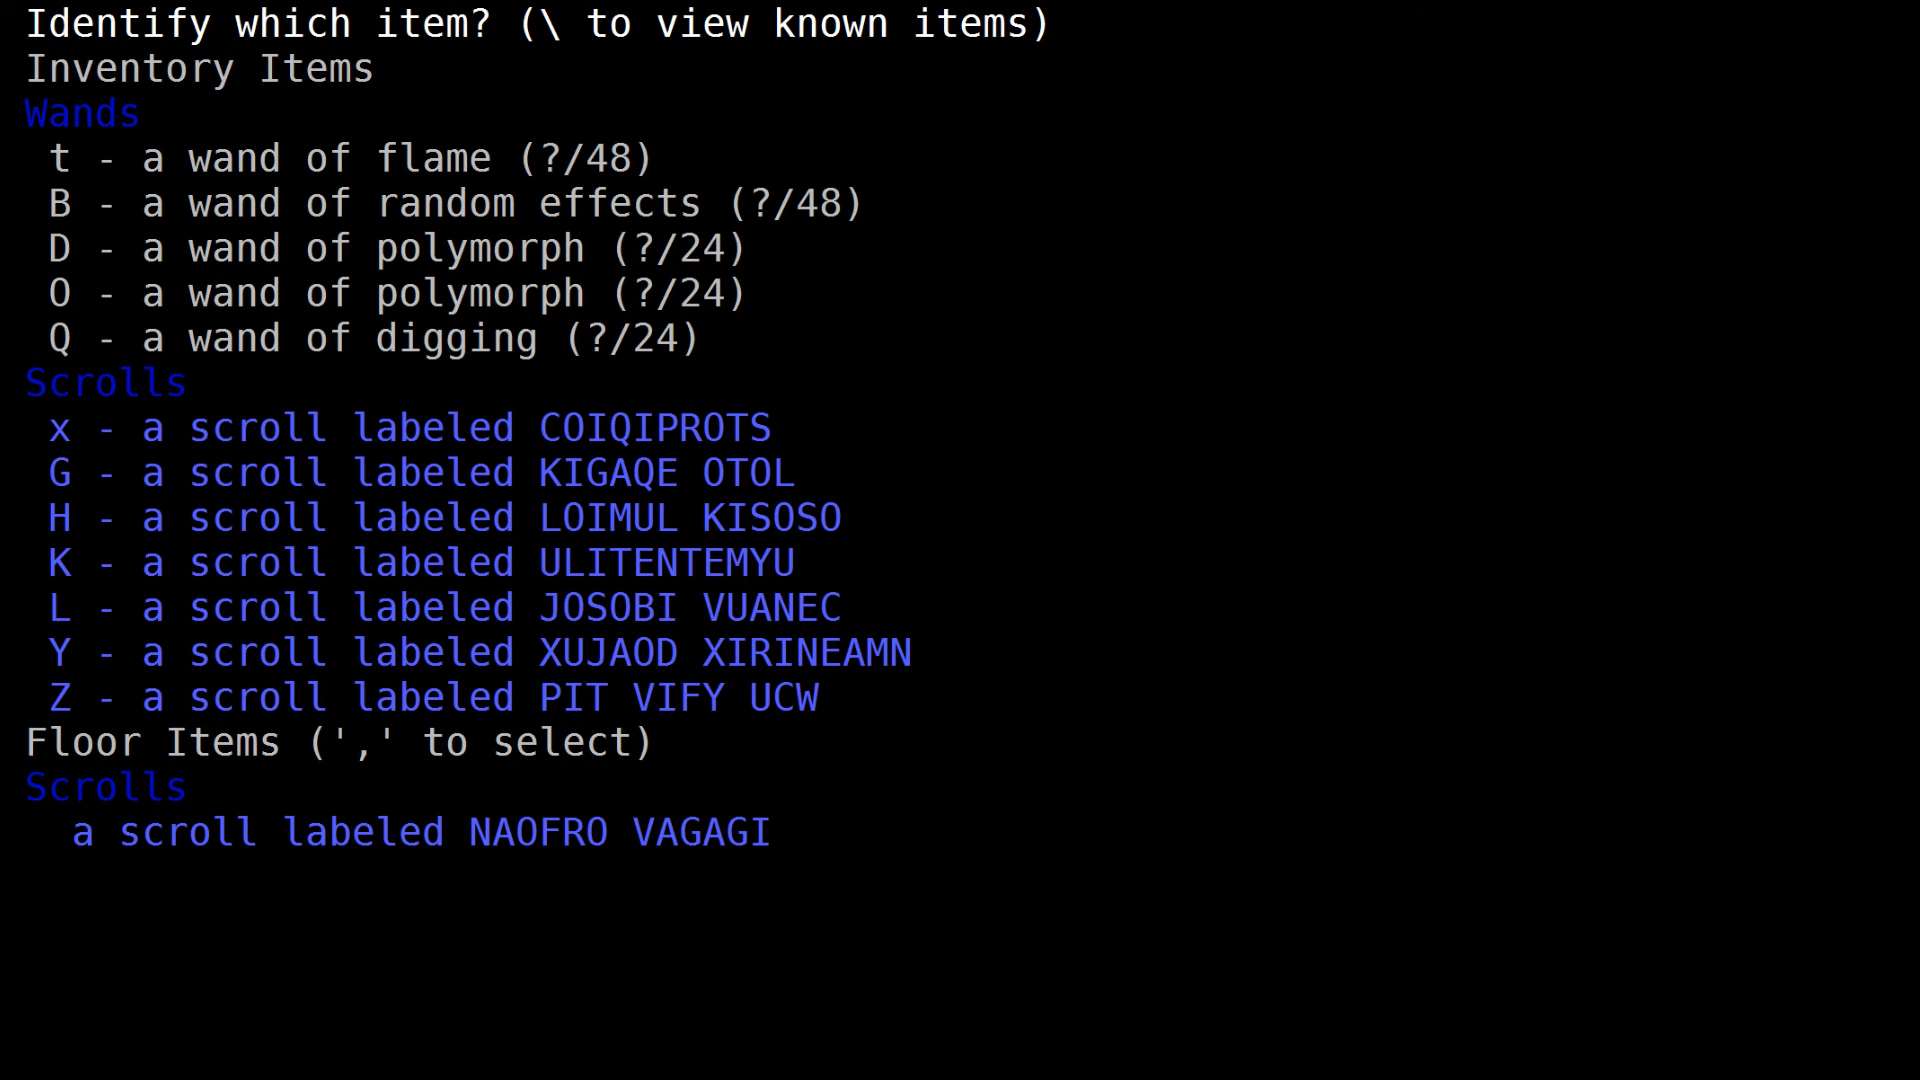 Identify which item? (\ to view known items)
Inventory Items
Wands
t - a wand of flame (?/48)
B - a wand of random effects (?/48)
D - a wand of polymorph (?/24)
O - a wand of polymorph (?/24)
Q - a wand of digging (?/24)
Scrolls
x - a scroll labeled COIQIPROTS
G - a scroll labeled KIGAQE OTOL
H - a scroll labeled LOIMUL KISOSO
K - a scroll labeled ULITENTEMYU
L - a scroll labeled JOSOBI VUANEC
Y - a scroll labeled XUJAOD XIRINEAMN
Z - a scroll labeled PIT VIFY UCW
Floor Items (',' to select)
Scrolls
a scroll labeled NAOFRO VAGAGI